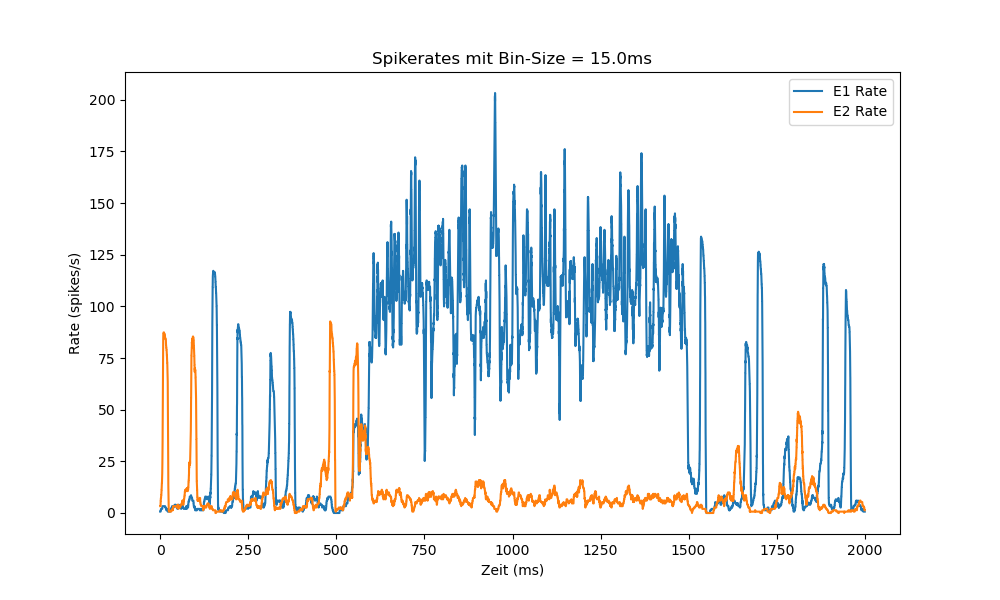 Spikerates mit Bin-Size = 15.0ms
E1 Rate
E2 Rate
200
175
150
125
100
75
50
25
0
Rate (spikes/s)
0 250 500 750 1000 1250 1500 1750 2000
Zeit (ms)